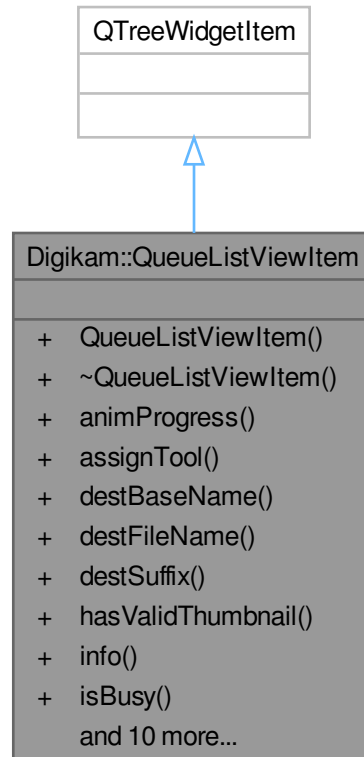 QTreeWidgetItem
Digikam::QueueListViewItem
+ QueueListViewItem()
+ ~QueueListViewItem()
+ animProgress()
+ assignTool()
+ destBaseName()
+ destFileName()
+ destSuffix()
+ hasValidThumbnail()
+ info()
+ isBusy()
and 10 more...